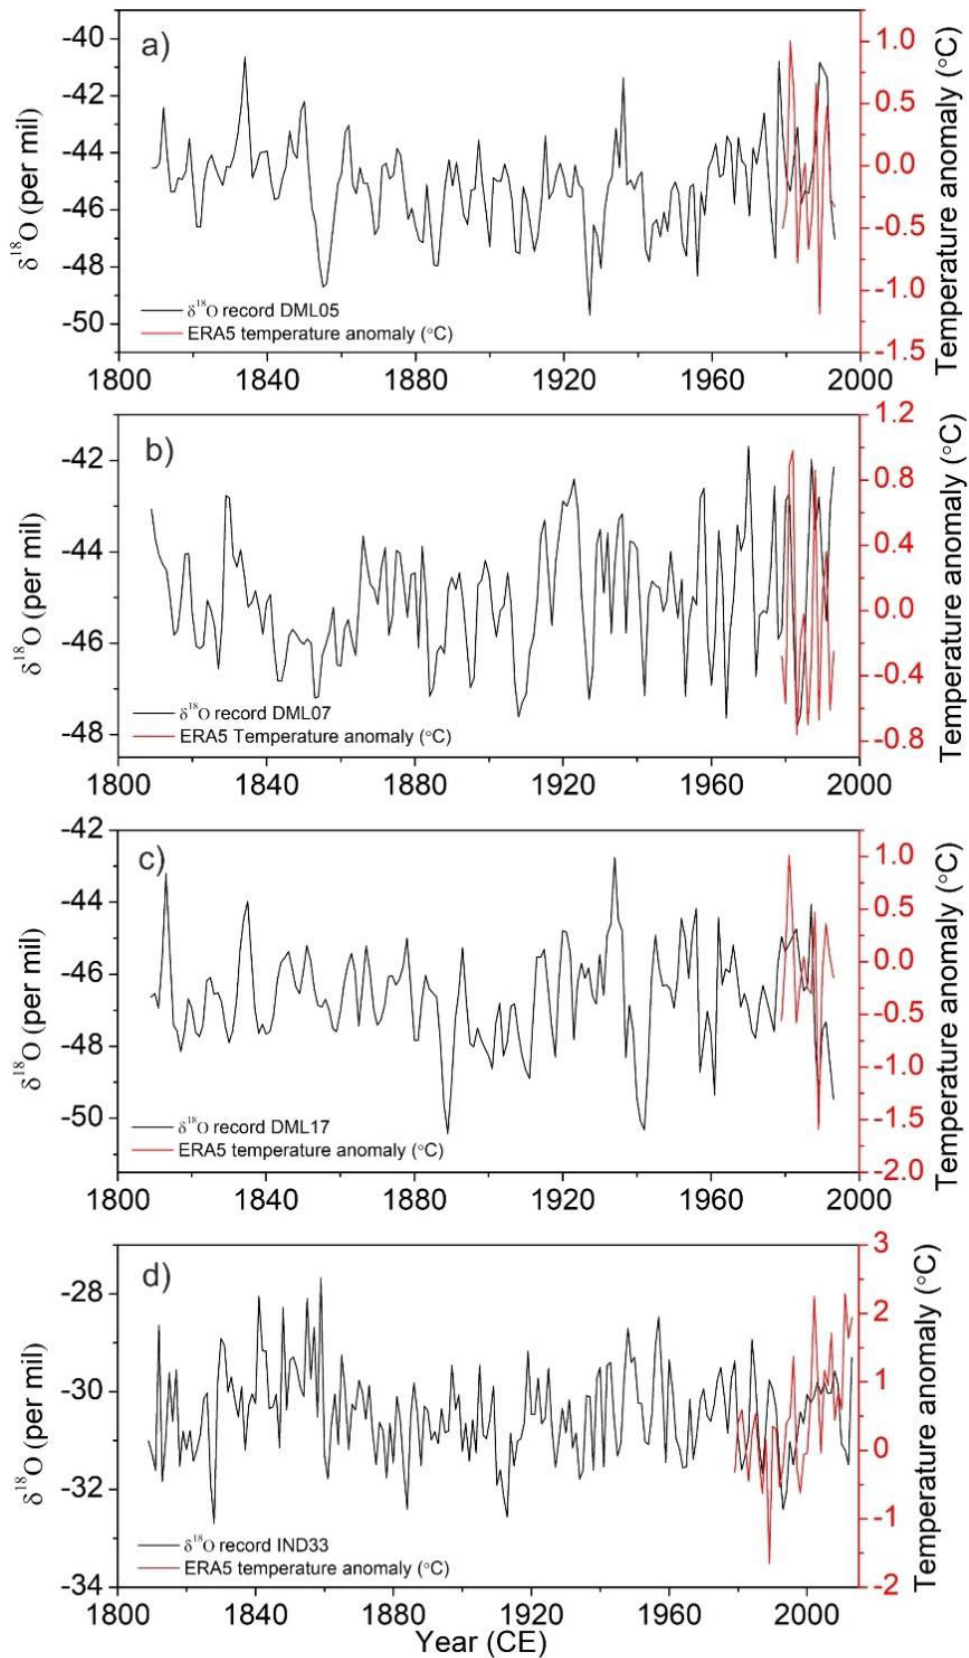 a)
δ18O (per mil)
-40
-42
-44
-46
-48
-50
1.0
0.5
0.0
-0.5
-1.0
-1.5
Temperature anomaly (°C)
δ18O record DML05
ERA5 temperature anomaly (°C)
1800 1840 1880 1920 1960 2000
b)
δ18O (per mil)
-42
-44
-46
-48
1.2
0.8
0.4
0.0
-0.4
-0.8
Temperature anomaly (°C)
δ18O record DML07
ERA5 Temperature anomaly (°C)
1800 1840 1880 1920 1960 2000
c)
δ18O (per mil)
-42
-44
-46
-48
-50
1.0
0.5
0.0
-0.5
-1.0
-1.5
-2.0
Temperature anomaly (°C)
δ18O record DML17
ERA5 temperature anomaly (°C)
1800 1840 1880 1920 1960 2000
d)
δ18O (per mil)
-28
-30
-32
-34
3
2
1
0
-1
-2
Temperature anomaly (°C)
δ18O record IND33
ERA5 temperature anomaly (°C)
1800 1840 1880 1920 1960 2000
Year (CE)